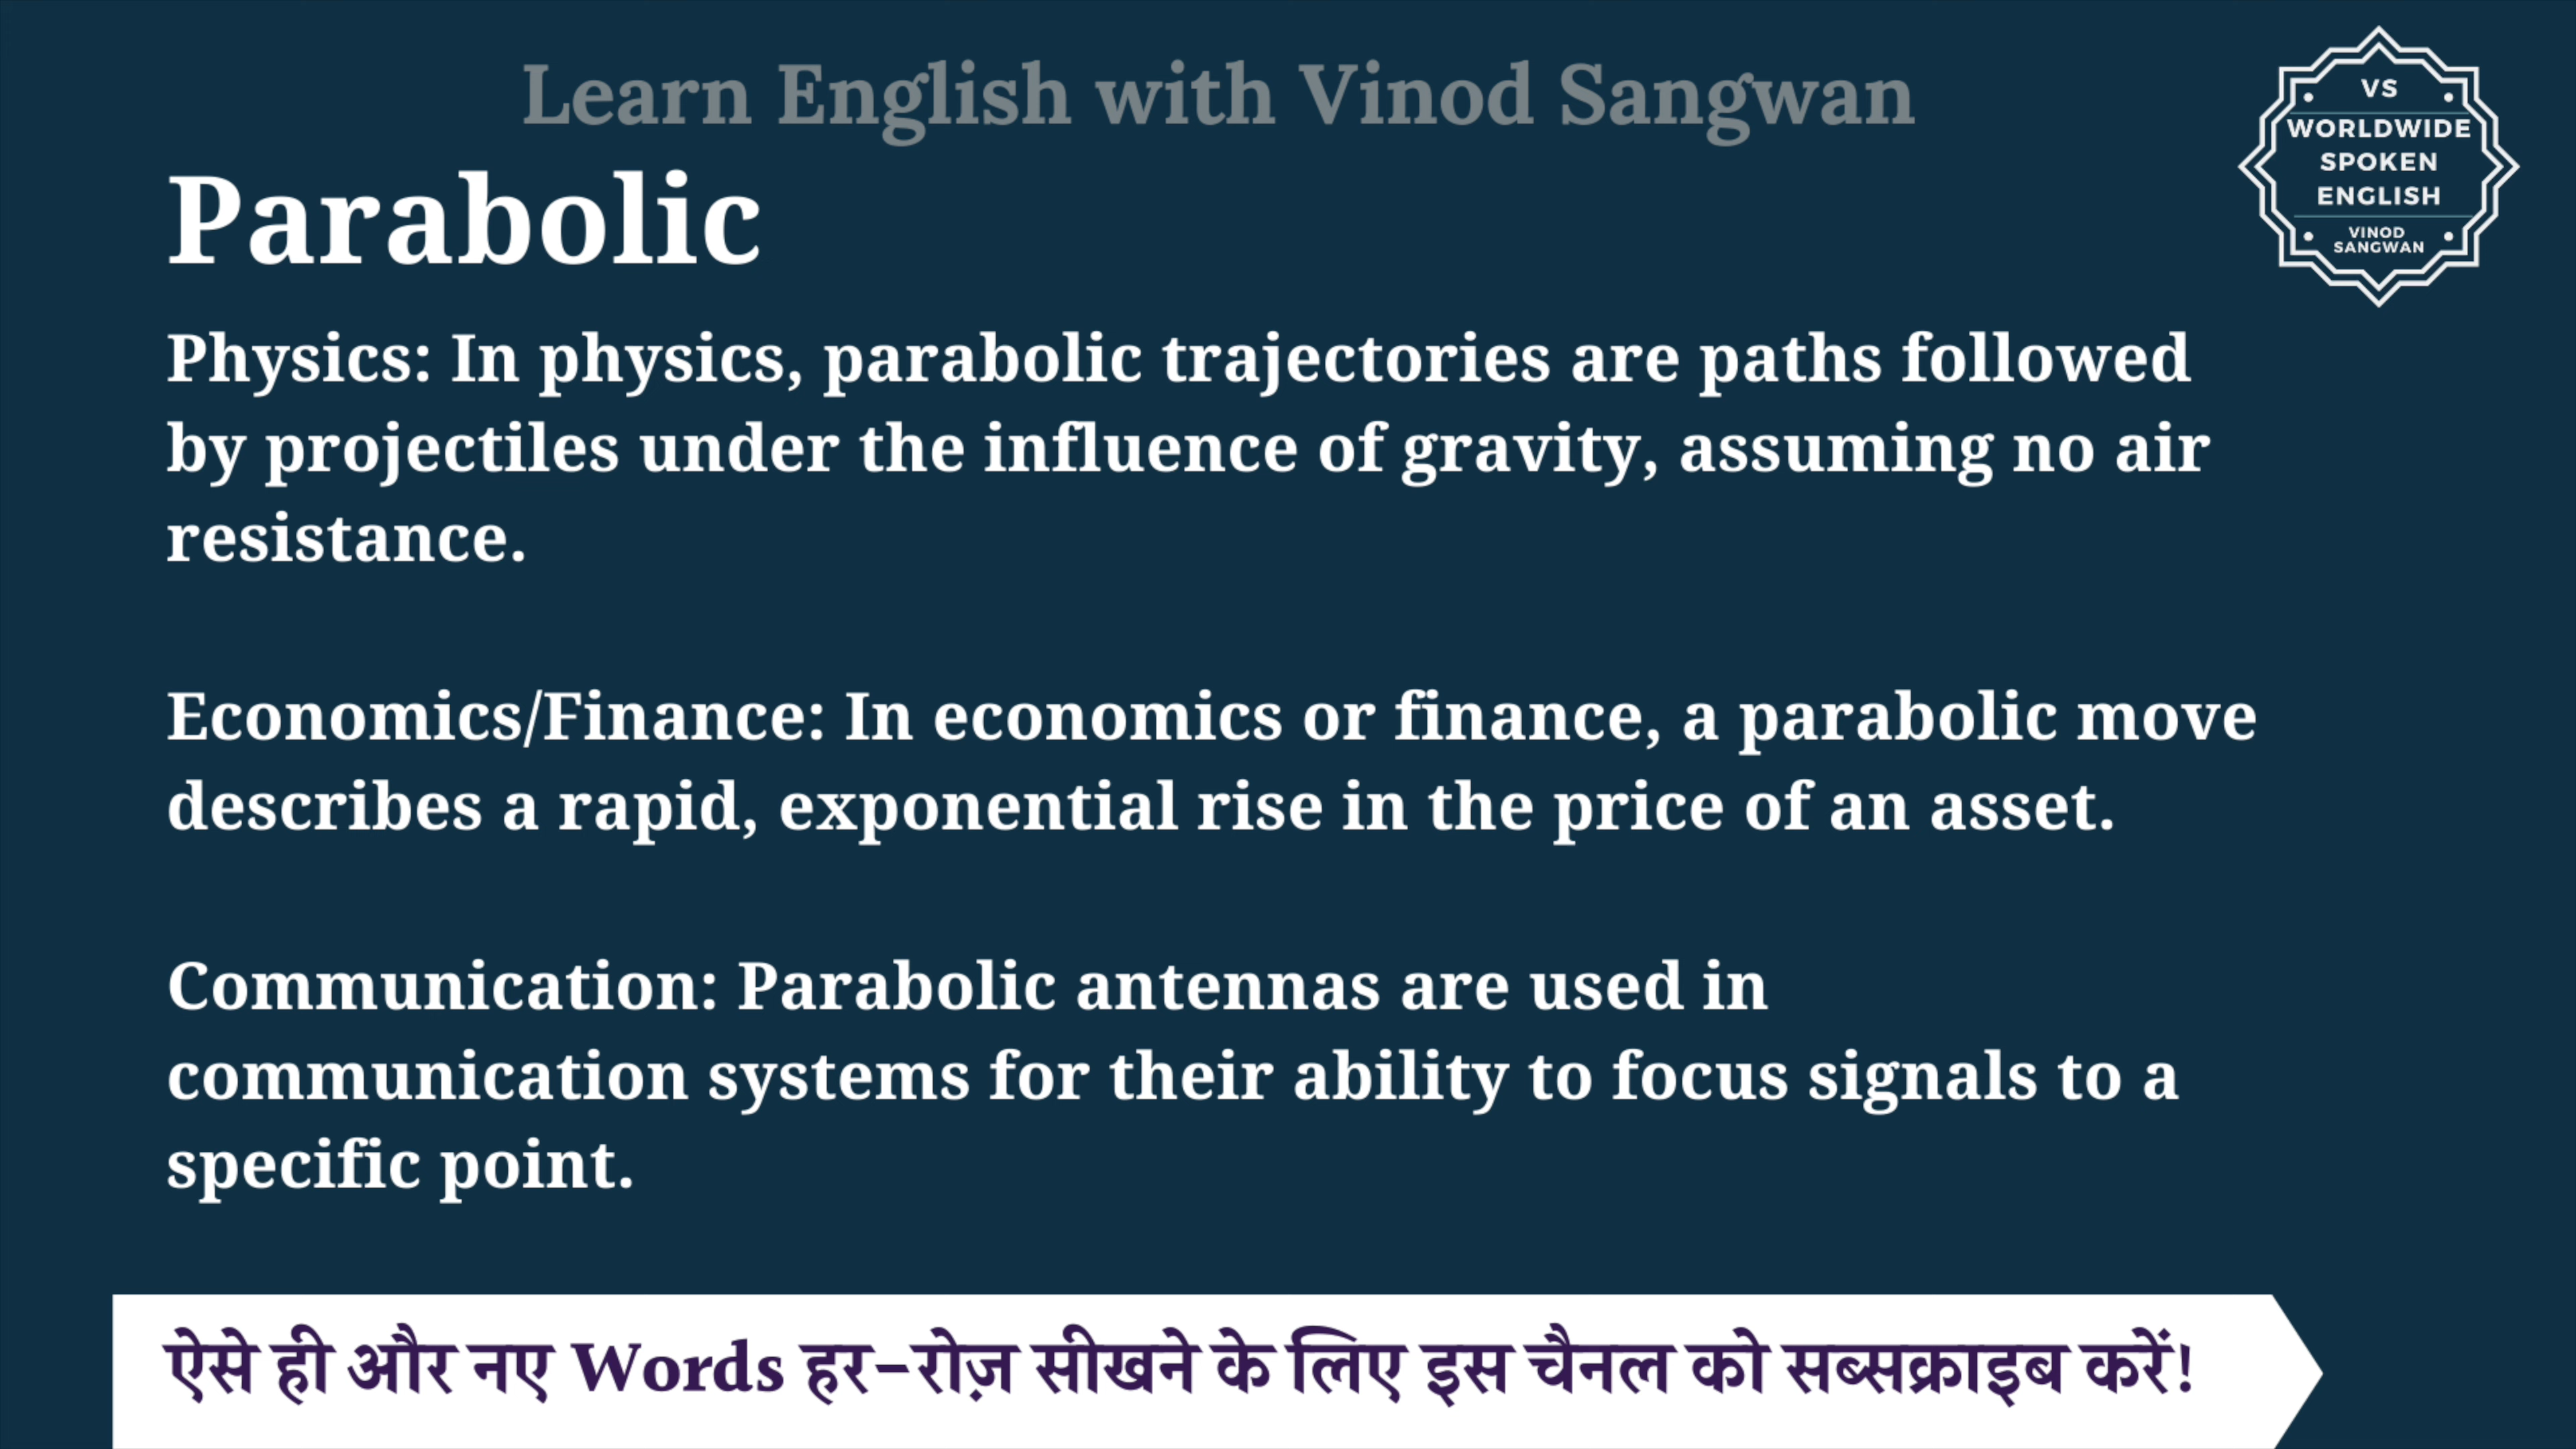 Learn English with Vinod Sangwan
VS
WORLDWIDE
SPOKEN
ENGLISH
VINOD
SANGWAN
Parabolic
Physics: In physics, parabolic trajectories are paths followed
by projectiles under the influence of gravity, assuming no air
resistance.
Economics/Finance: In economics or finance, a parabolic move
describes a rapid, exponential rise in the price of an asset.
Communication: Parabolic antennas are used in
communication systems for their ability to focus signals to a
specific point.
ऐसे ही और नए Words हर-रोज़ सीखने के लिए इस चैनल को सब्सक्राइब करें!